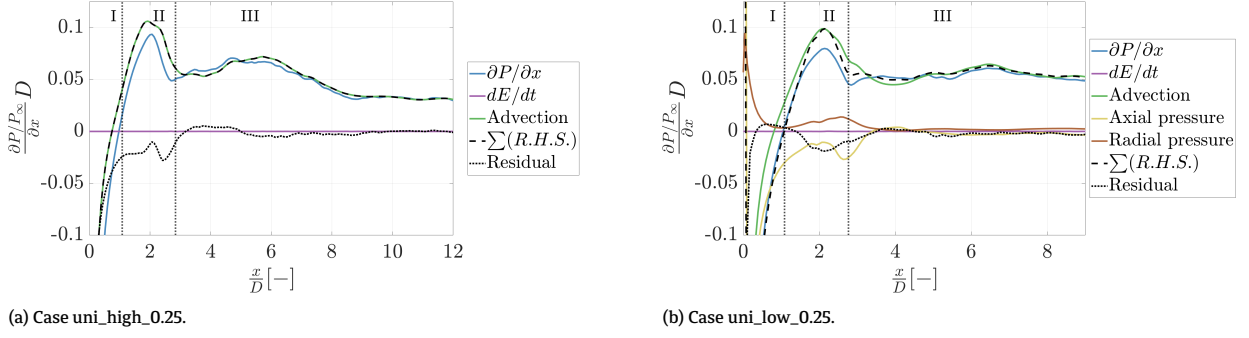 I II III
0.1
0.05
0
-0.05
-0.1
∂P/P∞/∂x D
0 2 4 6 8 10 12
x/D [−]
∂P/∂x
dE/dt
Advection
∑(R.H.S.)
Residual
(a) Case uni_high_0.25.
I II III
0.1
0.05
0
-0.05
-0.1
∂P/P∞/∂x D
0 2 4 6 8
x/D [−]
∂P/∂x
dE/dt
Advection
Axial pressure
Radial pressure
∑(R.H.S.)
Residual
(b) Case uni_low_0.25.